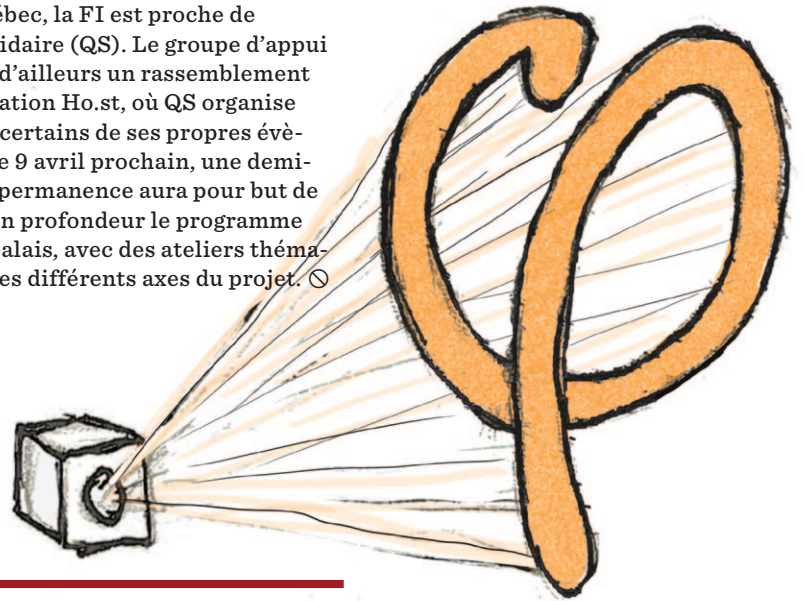 ébec, la FI est proche de
idaire (QS). Le groupe d’appui
d’ailleurs un rassemblement
ation Ho.st, où QS organise
certains de ses propres évè-
e 9 avril prochain, une demi-
permanence aura pour but de
n profondeur le programme
palais, avec des ateliers théma-
es différents axes du projet.
φ